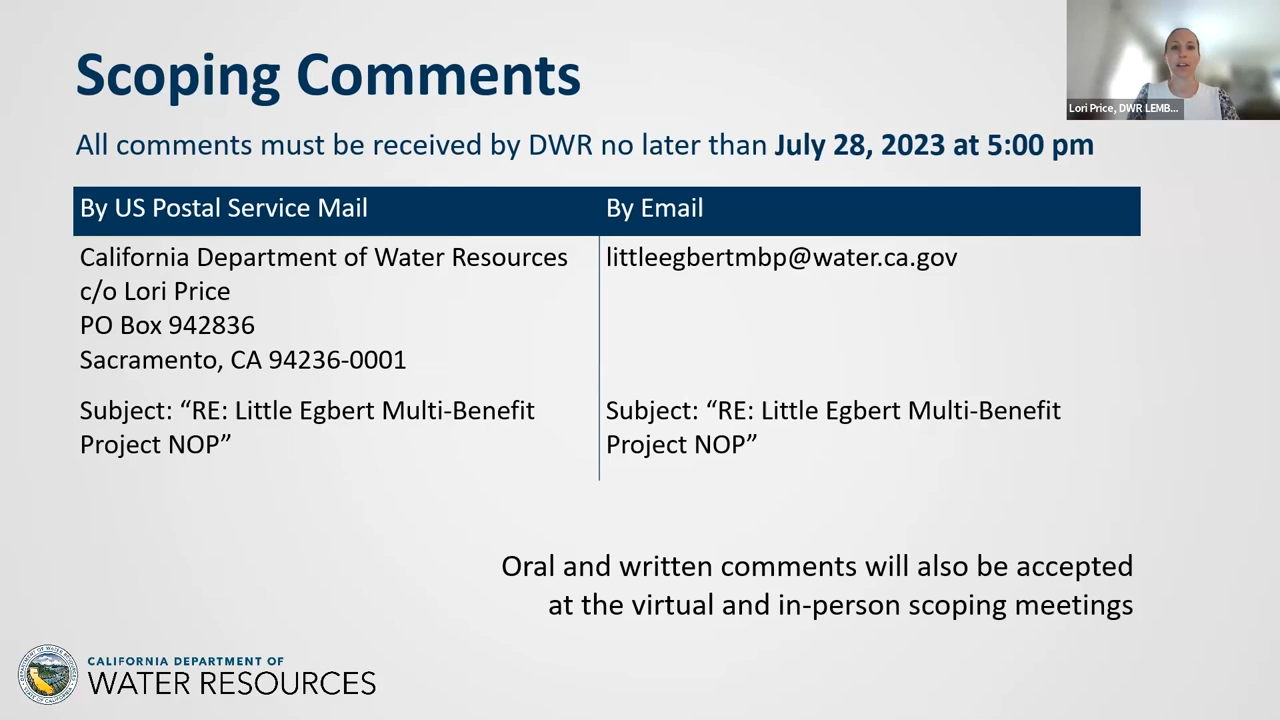 Scoping Comments
Lori Price, DWR LEMB...
All comments must be received by DWR no later than July 28, 2023 at 5:00 pm
By US Postal Service Mail
By Email
California Department of Water Resources
c/o Lori Price
PO Box 942836
Sacramento, CA 94236-0001
littleegbertmbp@water.ca.gov
Subject: “RE: Little Egbert Multi-Benefit
Project NOP”
Subject: “RE: Little Egbert Multi-Benefit
Project NOP”
Oral and written comments will also be accepted
at the virtual and in-person scoping meetings
CALIFORNIA DEPARTMENT OF
WATER RESOURCES